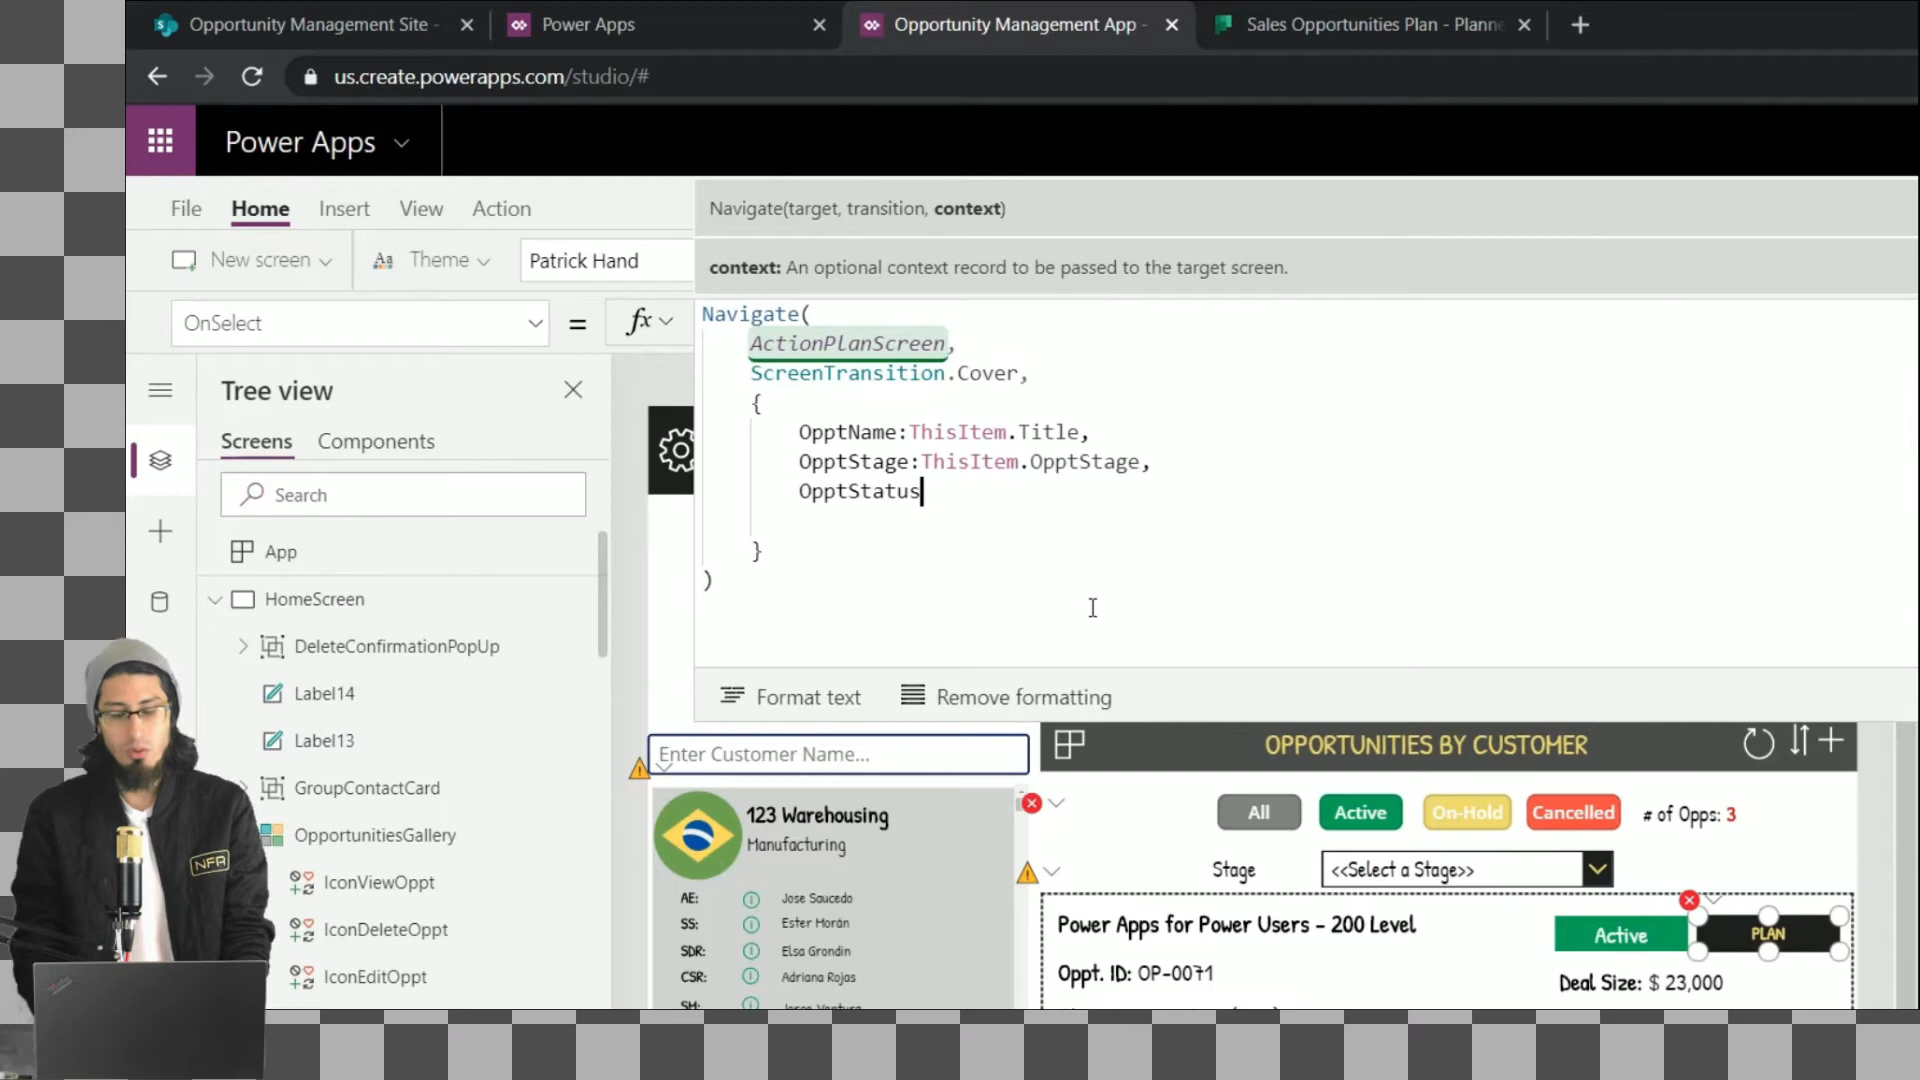 Opportunity Management Site -
Power Apps
Opportunity Management App -
Sales Opportunities Plan - Planne
us.create.powerapps.com/studio/#
Power Apps
File
Home
Insert
View
Action
Navigate(target, transition, context)
New screen
Theme
Patrick Hand
context: An optional context record to be passed to the target screen.
OnSelect
=
fx
Navigate(
ActionPlanScreen,
ScreenTransition.Cover,
{
OpptName:ThisItem.Title,
OpptStage:ThisItem.OpptStage,
OpptStatus
}
)
Tree view
Screens
Components
Search
App
HomeScreen
DeleteConfirmationPopUp
Label14
Label13
GroupContactCard
OpportunitiesGallery
IconViewOppt
IconDeleteOppt
IconEditOppt
Format text
Remove formatting
Enter Customer Name...
OPPORTUNITIES BY CUSTOMER
123 Warehousing
Manufacturing
AE: Jose Saucedo
SS: Ester Morán
SDR: Elsa Grondin
CSR: Adriana Rojas
All
Active
On-Hold
Cancelled
# of Opps: 3
Stage
<<Select a Stage>>
Power Apps for Power Users - 200 Level
Active
PLAN
Oppt. ID: OP-0071
Deal Size: $ 23,000
NFA